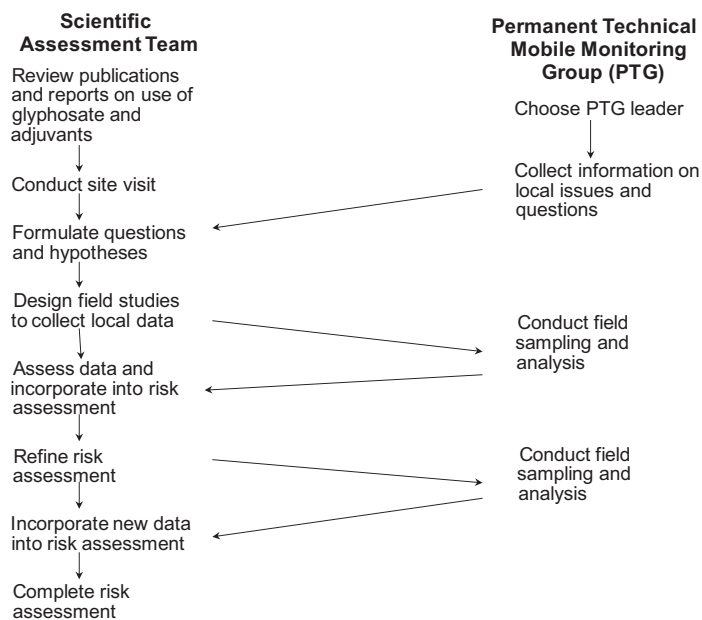 Scientific
Assessment Team
Review publications
and reports on use of
glyphosate and
adjuvants
Conduct site visit
Formulate questions
and hypotheses
Design field studies
to collect local data
Assess data and
incorporate into risk
assessment
Refine risk
assessment
Incorporate new data
into risk assessment
Complete risk
assessment
Permanent Technical
Mobile Monitoring
Group (PTG)
Choose PTG leader
Collect information on
local issues and
questions
Conduct field
sampling and
analysis
Conduct field
sampling and
analysis